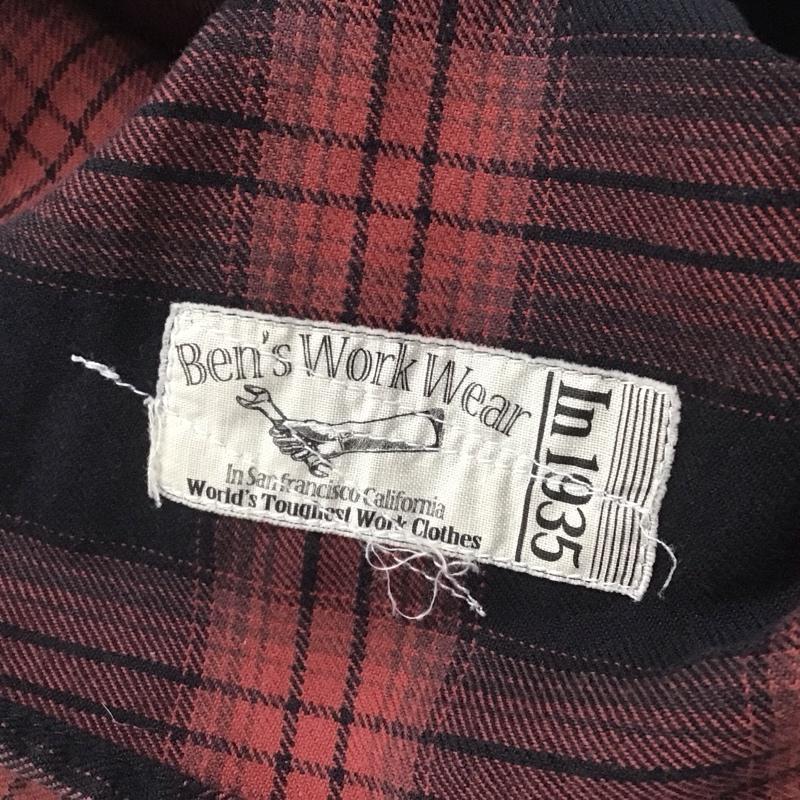 Ben's Work Wear
In San francisco California
World's Toughest Work Clothes
In 1935